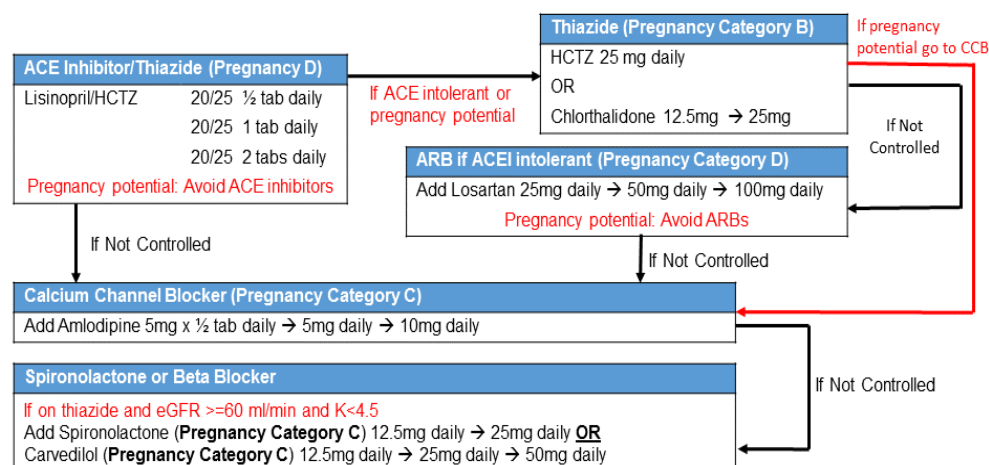 Thiazide (Pregnancy Category B)
HCTZ 25 mg daily
OR
Chlorthalidone 12.5mg → 25mg
If pregnancy
potential go to CCB
ACE Inhibitor/Thiazide (Pregnancy D)
Lisinopril/HCTZ 20/25 ½ tab daily
20/25 1 tab daily
20/25 2 tabs daily
Pregnancy potential: Avoid ACE inhibitors
If ACE intolerant or
pregnancy potential
If Not
Controlled
ARB if ACEI intolerant (Pregnancy Category D)
Add Losartan 25mg daily → 50mg daily → 100mg daily
Pregnancy potential: Avoid ARBs
If Not Controlled
If Not Controlled
Calcium Channel Blocker (Pregnancy Category C)
Add Amlodipine 5mg x ½ tab daily → 5mg daily → 10mg daily
If Not Controlled
Spironolactone or Beta Blocker
If on thiazide and eGFR >=60 ml/min and K<4.5
Add Spironolactone (Pregnancy Category C) 12.5mg daily → 25mg daily OR
Carvedilol (Pregnancy Category C) 12.5mg daily → 25mg daily → 50mg daily